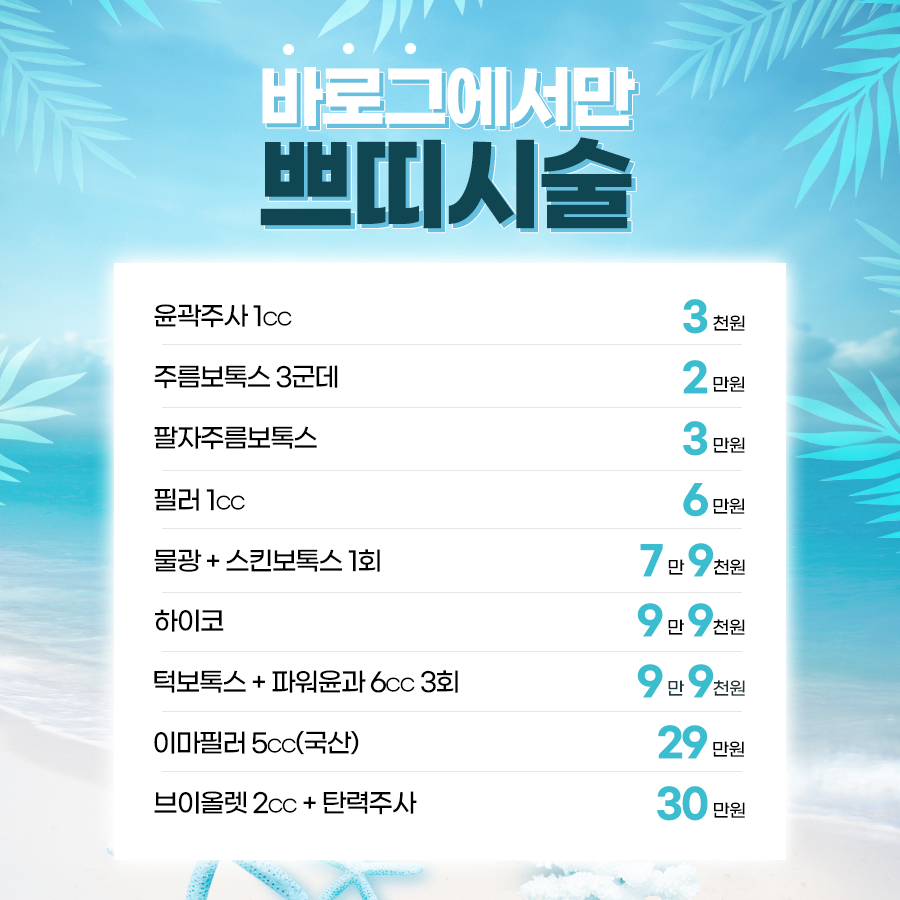 바로그에서만
쁘띠시술
윤곽주사 1cc 3천원
주름보톡스 3군데 2만원
팔자주름보톡스 3만원
필러 1cc 6만원
물광 + 스킨보톡스 1회 7만9천원
하이코 9만9천원
턱보톡스 + 파워윤과 6cc 3회 9만9천원
이마필러 5cc(국산) 29만원
브이올렛 2cc + 탄력주사 30만원